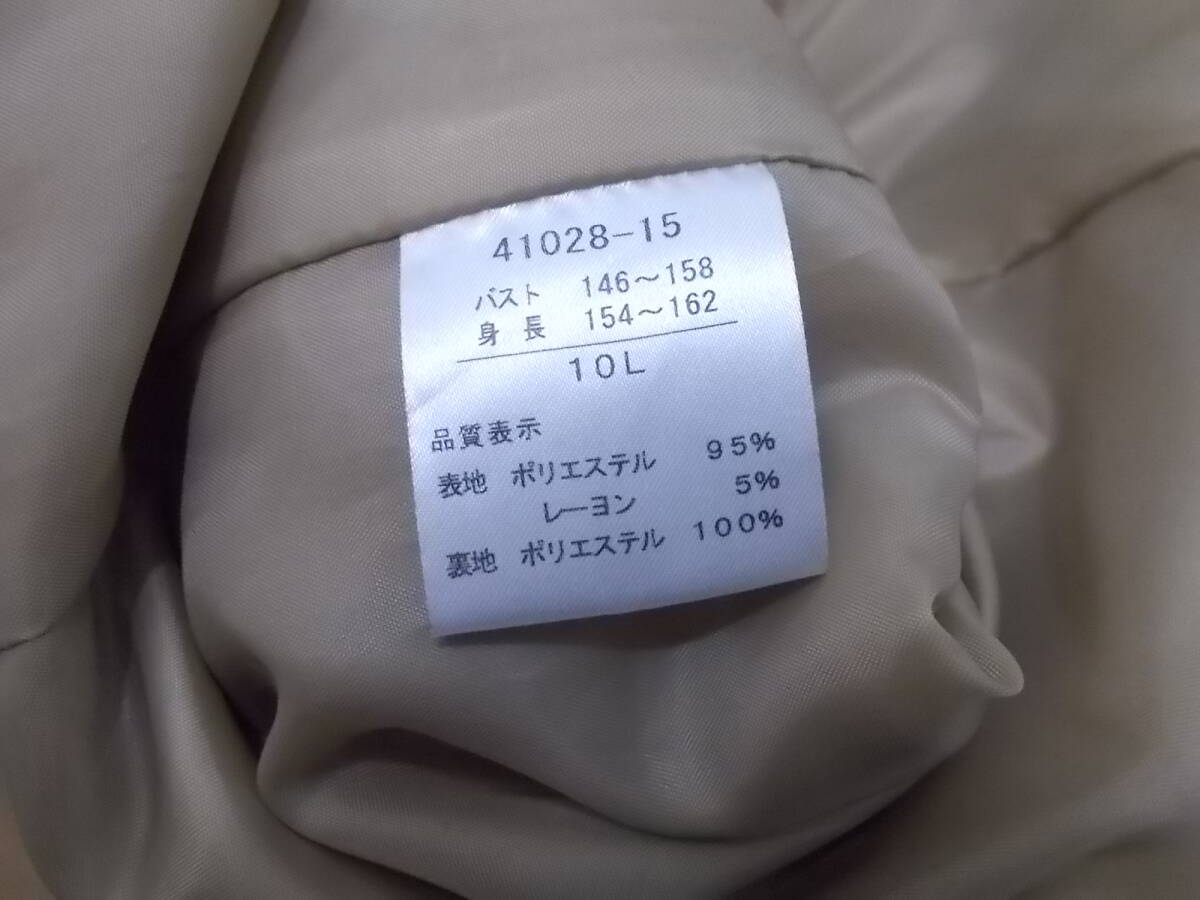 41028-15
バスト 146～158
身長 154～162
10L
品質表示
表地 ポリエステル 95%
レーヨン 5%
裏地 ポリエステル 100%